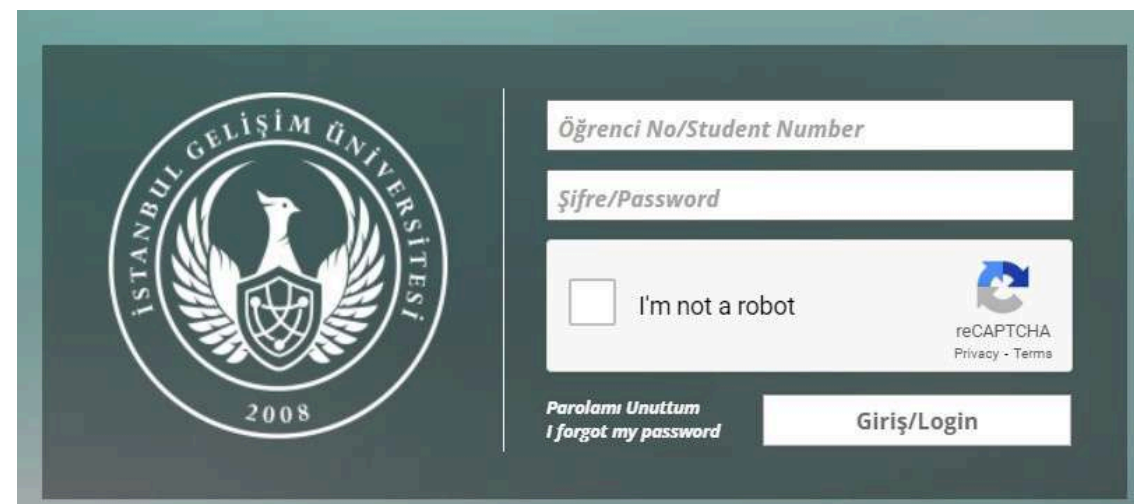 İSTANBUL GELİŞİM ÜNİVERSİTESİ
2008
Öğrenci No/Student Number
Şifre/Password
I'm not a robot
reCAPTCHA
Privacy - Terms
Parolamı Unuttum
I forgot my password
Giriş/Login